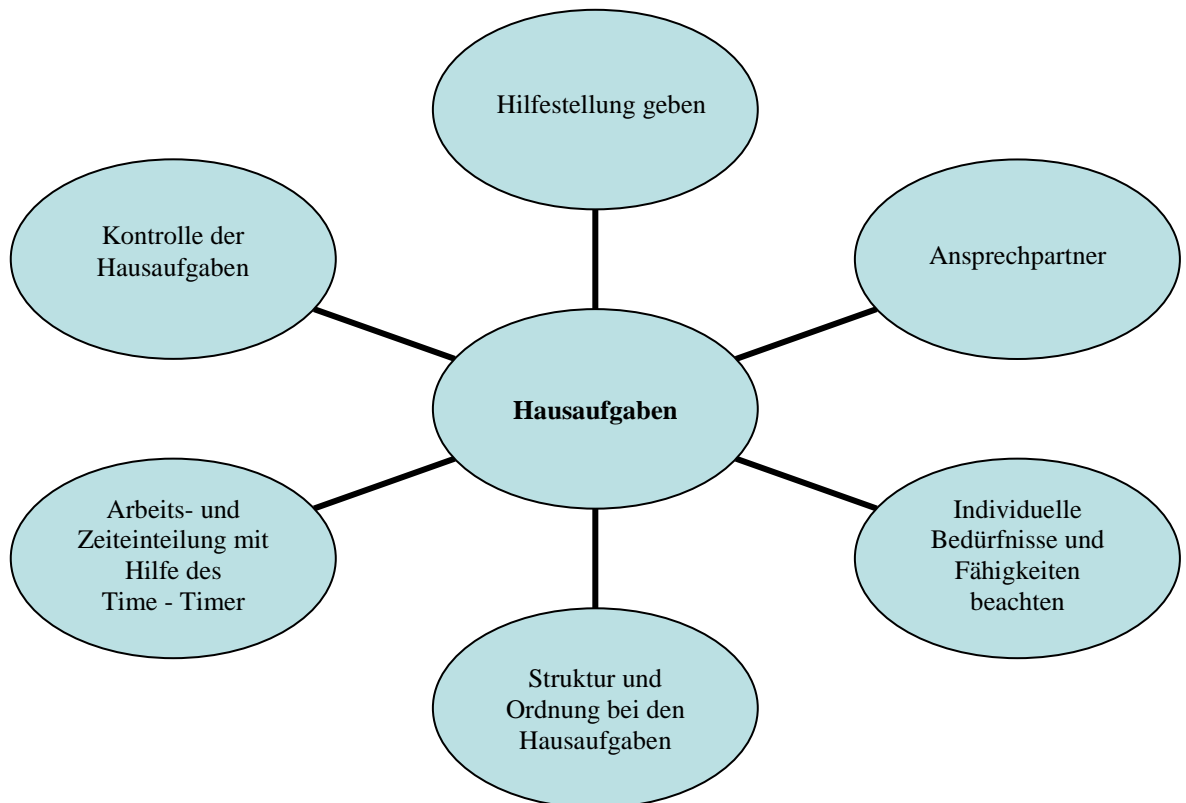 Hilfestellung geben
Kontrolle der
Hausaufgaben
Ansprechpartner
Hausaufgaben
Arbeits- und
Zeiteinteilung mit
Hilfe des
Time - Timer
Individuelle
Bedürfnisse und
Fähigkeiten
beachten
Struktur und
Ordnung bei den
Hausaufgaben